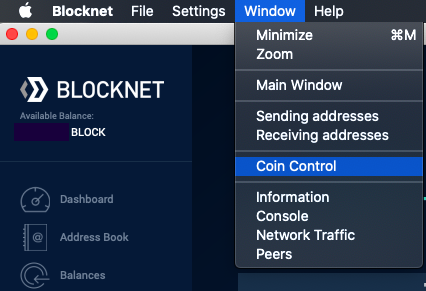 Blocknet File Settings Window Help
Minimize ⌘M
Zoom
Main Window
Sending addresses
Receiving addresses
Coin Control
Information
Console
Network Traffic
Peers
BLOCKNET
Available Balance:
BLOCK
Dashboard
Address Book
Balances